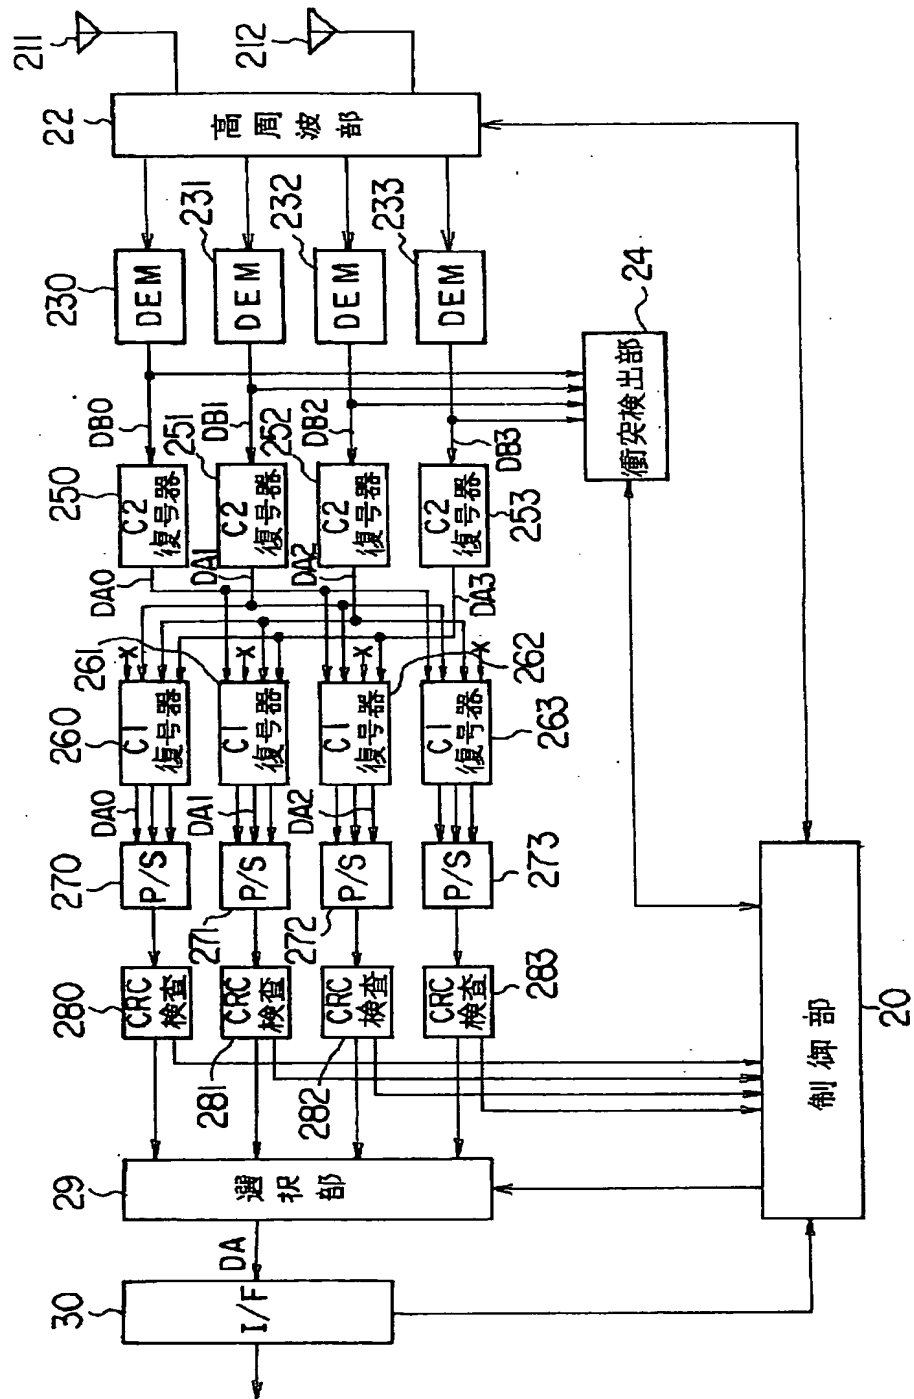 211
212
22
高周波部
230
231
232
233
DEM
DEM
DEM
DEM
24
衝突検出部
DB0
DB1
DB2
DB3
250
251
252
253
C2
復号器
C2
復号器
C2
復号器
C2
復号器
DA0
DA1
DA2
DA3
X
X
X
X
260
261
262
263
C1
復号器
C1
復号器
C1
復号器
C1
復号器
DA0
DA1
DA2
270
271
272
273
P/S
P/S
P/S
P/S
280
281
282
283
CRC
検査
CRC
検査
CRC
検査
CRC
検査
20
制御部
29
選択部
DA
30
I/F